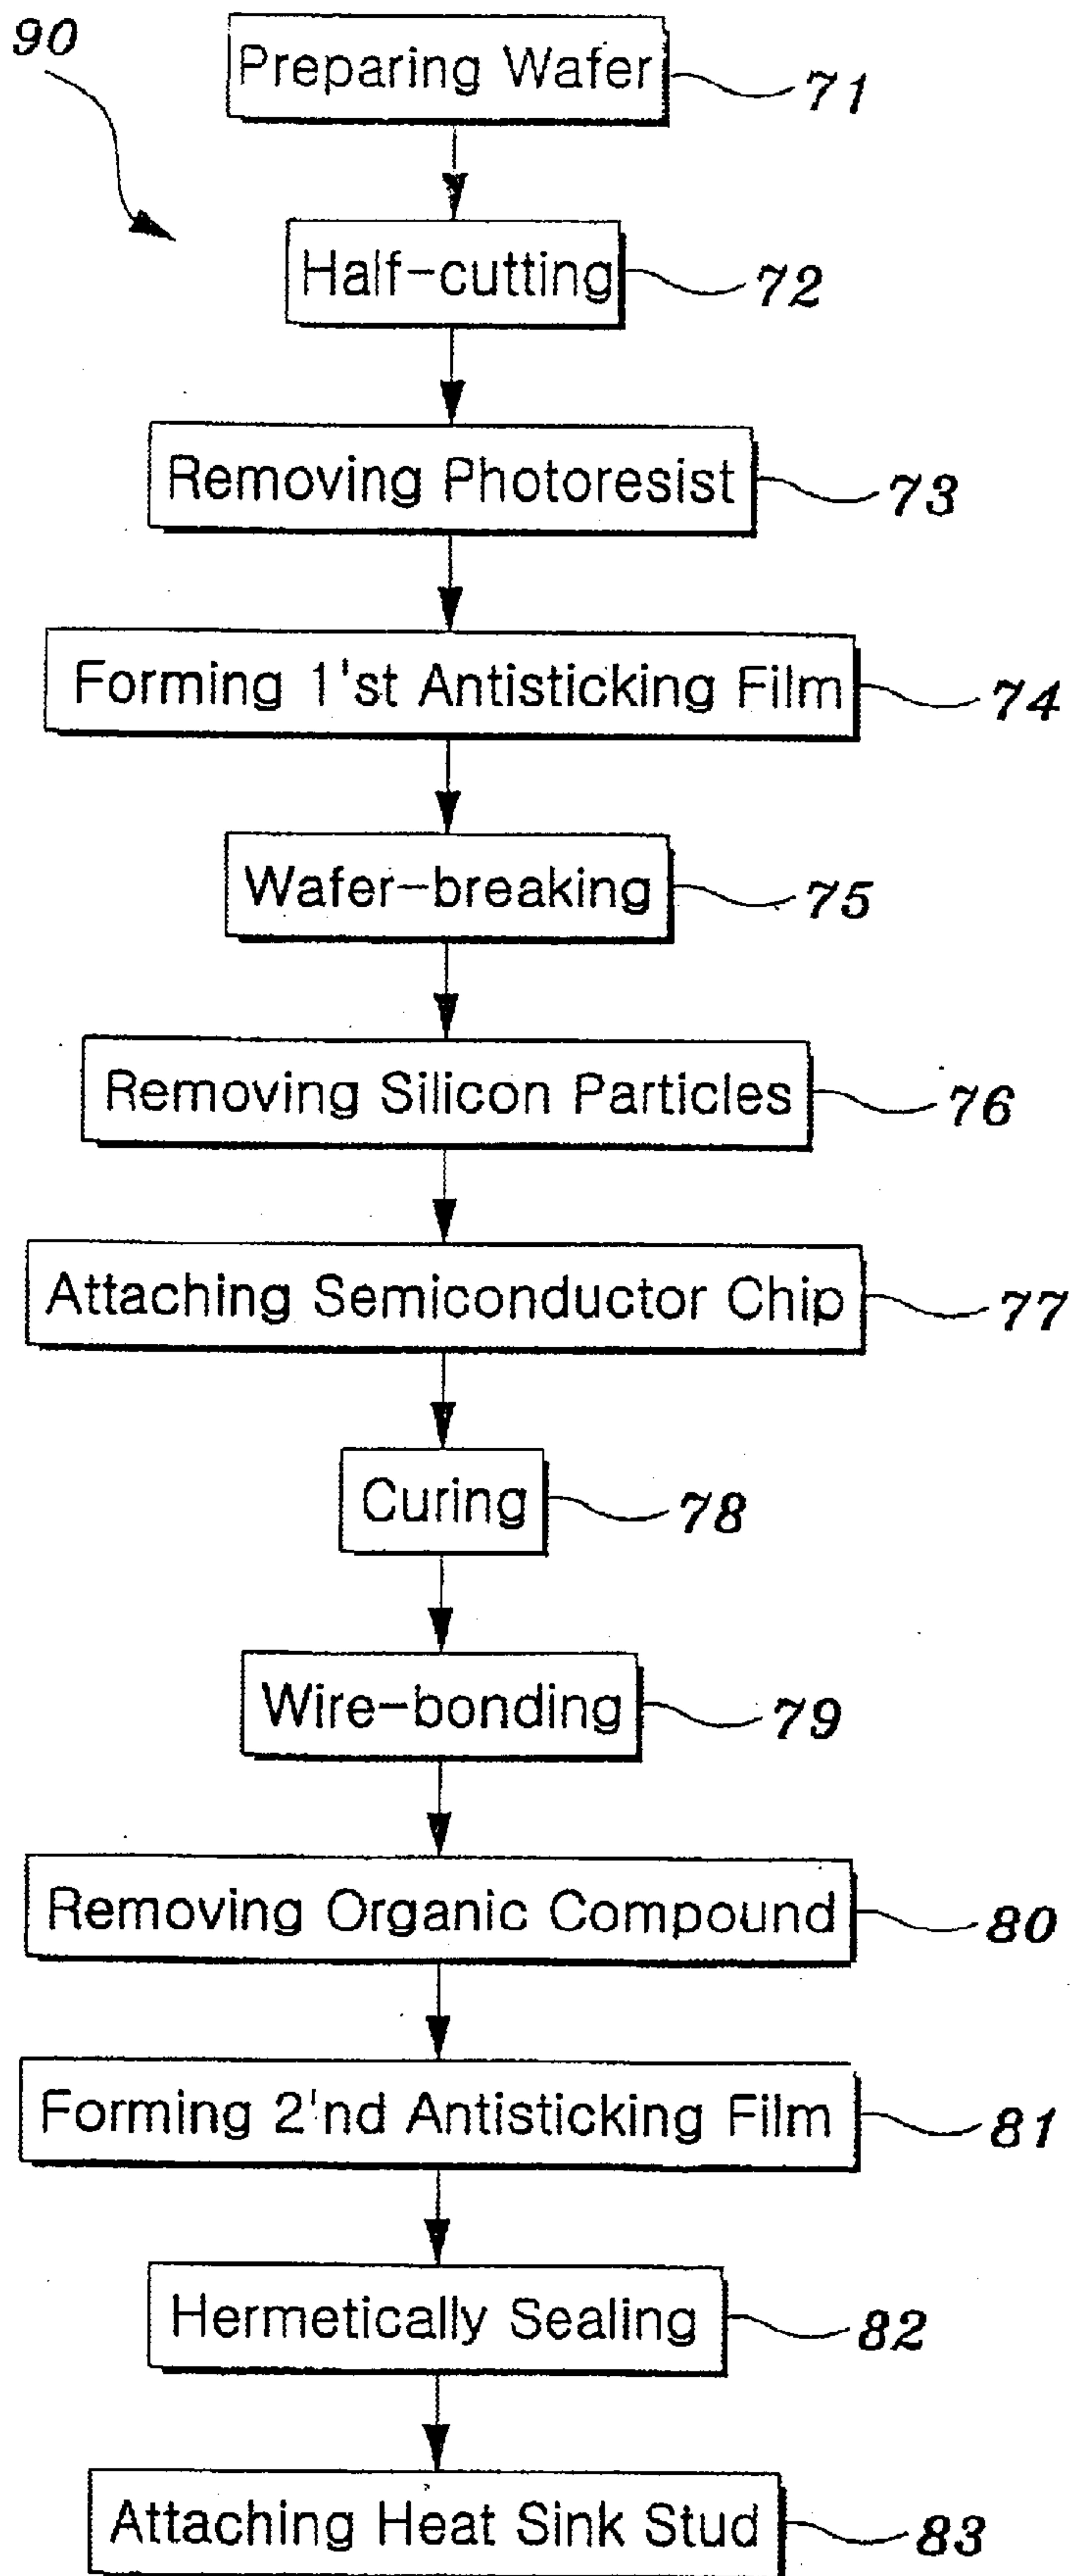 90
Preparing Wafer 71
Half-cutting 72
Removing Photoresist 73
Forming 1'st Antisticking Film 74
Wafer-breaking 75
Removing Silicon Particles 76
Attaching Semiconductor Chip 77
Curing 78
Wire-bonding 79
Removing Organic Compound 80
Forming 2'nd Antisticking Film 81
Hermetically Sealing 82
Attaching Heat Sink Stud 83